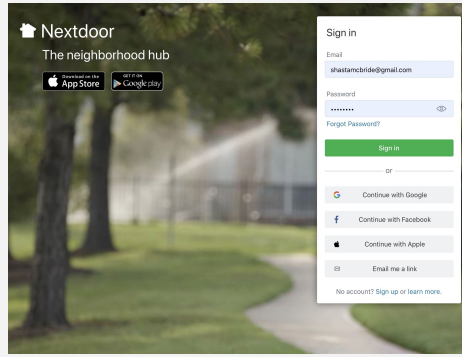 Nextdoor
The neighborhood hub
Download on the
App Store
GET IT ON
Google play
Sign in
Email
shastamcbride@gmail.com
Password
••••••••
Forgot Password?
Sign in
or
Continue with Google
Continue with Facebook
Continue with Apple
Email me a link
No account? Sign up or learn more.